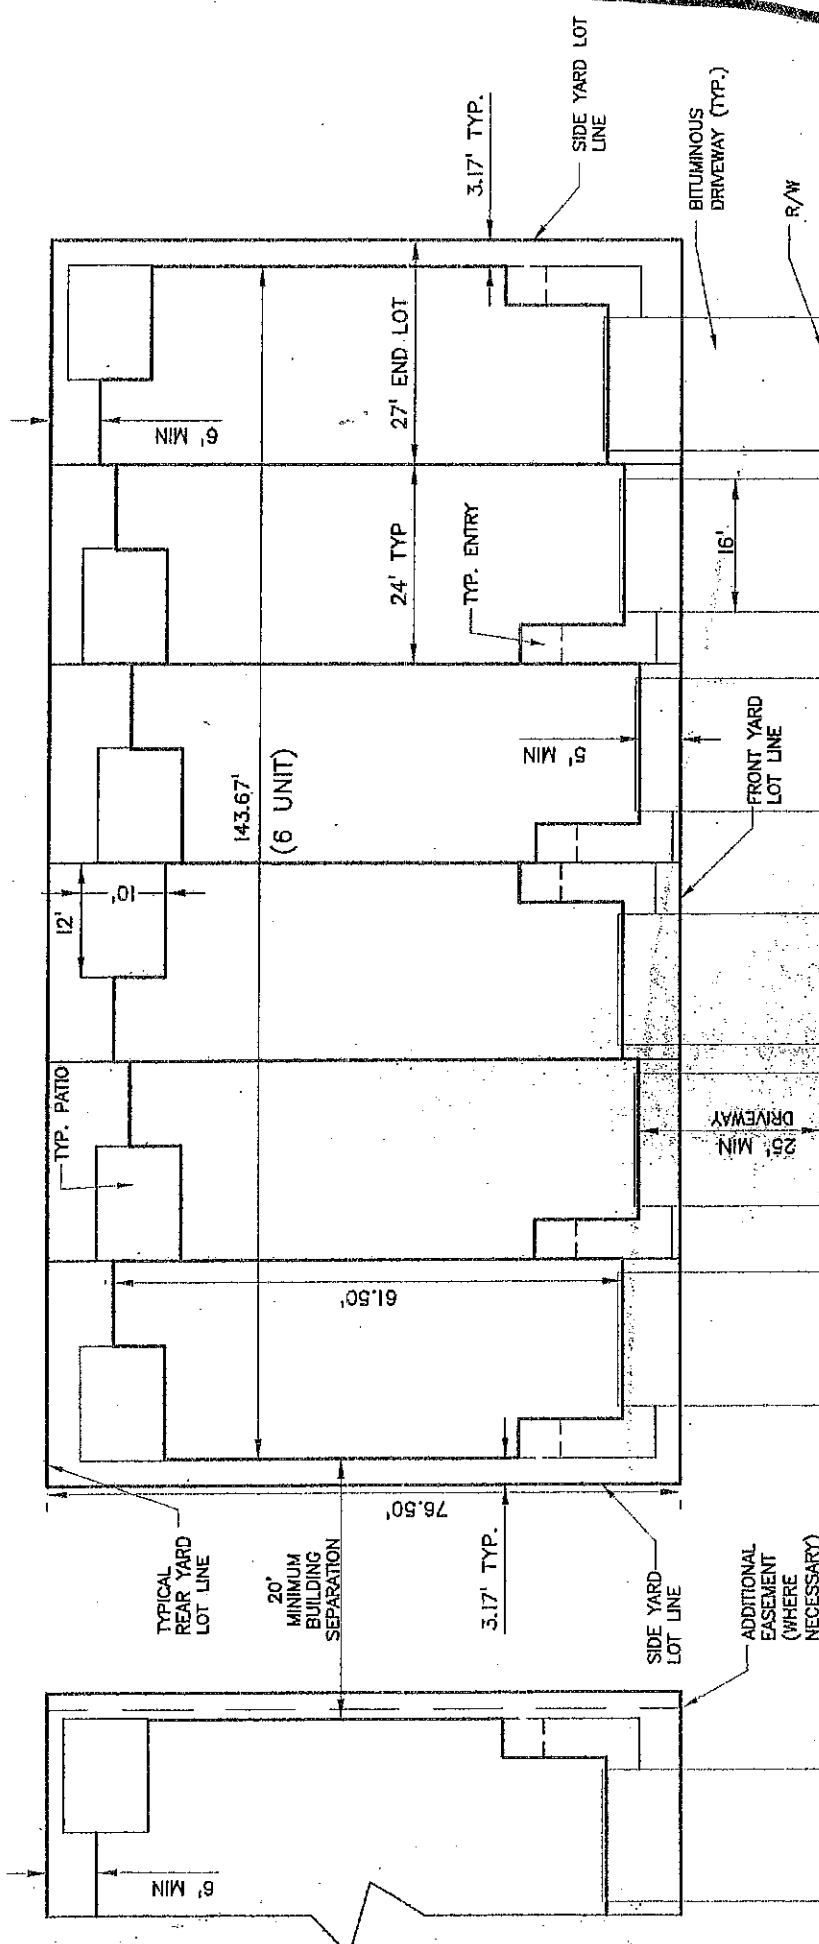 SIDE YARD LOT
LINE
3.17' TYP.
BITUMINOUS
DRIVEWAY (TYP.)
R/W
6' MIN
27' END LOT
24' TYP
TYP. ENTRY
16'
143.67'
(6 UNIT)
5' MIN
FRONT YARD
LOT LINE
12'
10'
TYP. PATIO
25' MIN
DRIVEWAY
61.50'
76.50'
TYPICAL
REAR YARD
LOT LINE
20'
MINIMUM
BUILDING
SEPARATION
3.17' TYP.
SIDE YARD
LOT LINE
ADDITIONAL
EASEMENT
(WHERE
NECESSARY)
6' MIN